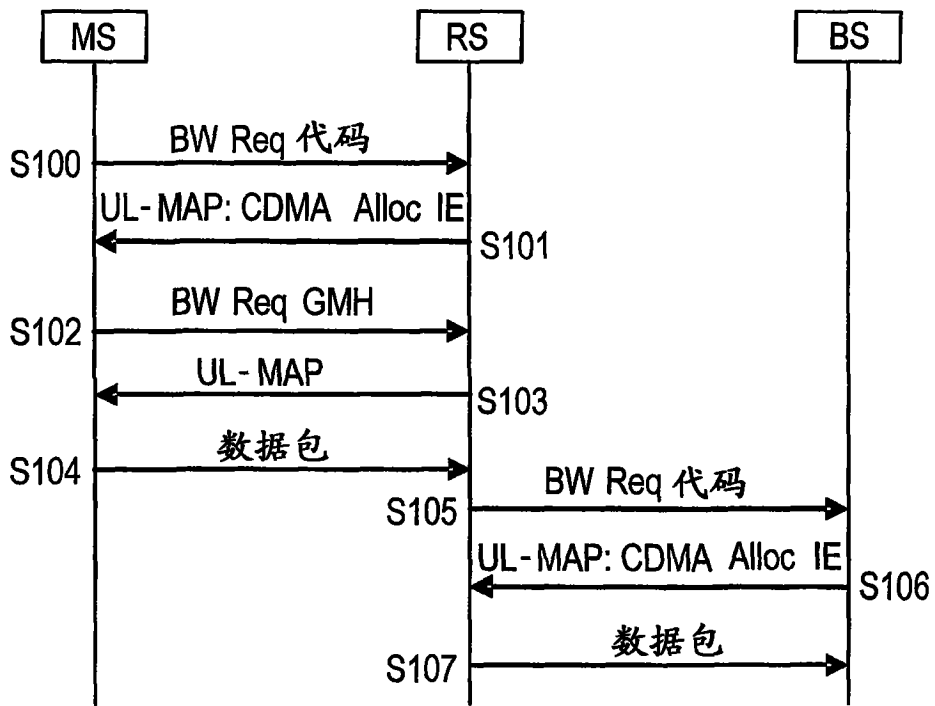 MS RS BS
BW Req 代码
S100
UL-MAP: CDMA Alloc IE
S101
BW Req GMH
S102
UL-MAP
S103
数据包
S104
BW Req 代码
S105
UL-MAP: CDMA Alloc IE
S106
数据包
S107